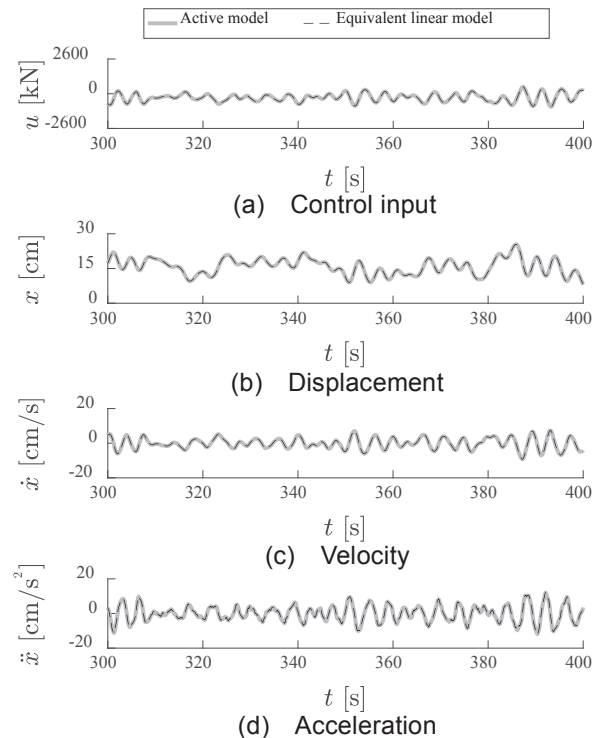 Active model Equivalent linear model
2600
0
-2600
u [kN]
300 320 340 360 380 400
t [s]
(a) Control input
30
15
0
x [cm]
300 320 340 360 380 400
t [s]
(b) Displacement
20
0
-20
ẋ [cm/s]
300 320 340 360 380 400
t [s]
(c) Velocity
20
0
-20
ẍ [cm/s²]
300 320 340 360 380 400
t [s]
(d) Acceleration